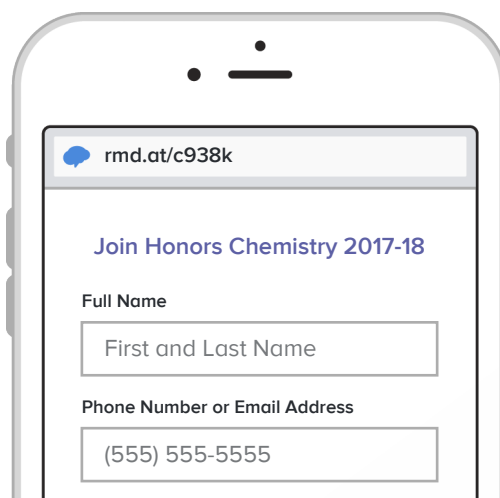 rmd.at/c938k
Join Honors Chemistry 2017-18
Full Name
First and Last Name
Phone Number or Email Address
(555) 555-5555